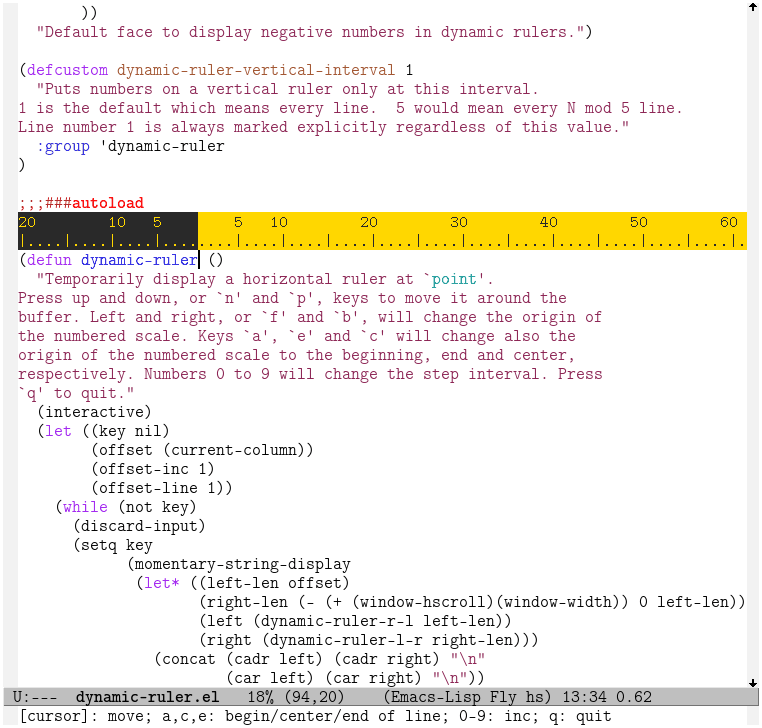 ))
"Default face to display negative numbers in dynamic rulers.")
(defcustom dynamic-ruler-vertical-interval 1
"Puts numbers on a vertical ruler only at this interval.
1 is the default which means every line.  5 would mean every N mod 5 line.
Line number 1 is always marked explicitly regardless of this value."
:group 'dynamic-ruler
)
;;;###autoload
20 10 5 5 10 20 30 40 50 60
|....|....|....|....|....|....|....|....|....|....|....|....|....|....|....|....|.
(defun dynamic-ruler ()
"Temporarily display a horizontal ruler at `point'.
Press up and down, or `n' and `p', keys to move it around the
buffer. Left and right, or `f' and `b', will change the origin of
the numbered scale. Keys `a', `e' and `c' will change also the
origin of the numbered scale to the beginning, end and center,
respectively. Numbers 0 to 9 will change the step interval. Press
`q' to quit."
(interactive)
(let ((key nil)
(offset (current-column))
(offset-inc 1)
(offset-line 1))
(while (not key)
(discard-input)
(setq key
(momentary-string-display
(let* ((left-len offset)
(right-len (- (+ (window-hscroll)(window-width)) 0 left-len))
(left (dynamic-ruler-r-l left-len))
(right (dynamic-ruler-l-r right-len)))
(concat (cadr left) (cadr right) "\n"
(car left) (car right) "\n"))
U:---  dynamic-ruler.el   18% (94,20)    (Emacs-Lisp Fly hs) 13:34 0.62
[cursor]: move; a,c,e: begin/center/end of line; 0-9: inc; q: quit